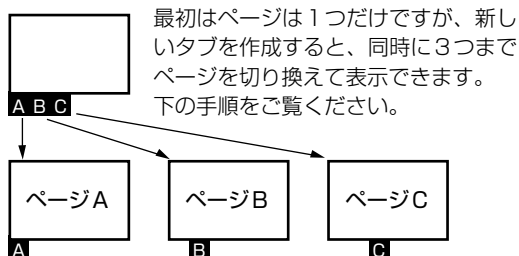 最初はページは1つだけですが、新し
いタブを作成すると、同時に3つまで
ページを切り換えて表示できます。
下の手順をご覧ください。
A B C
ページA
ページB
ページC
A
B
C